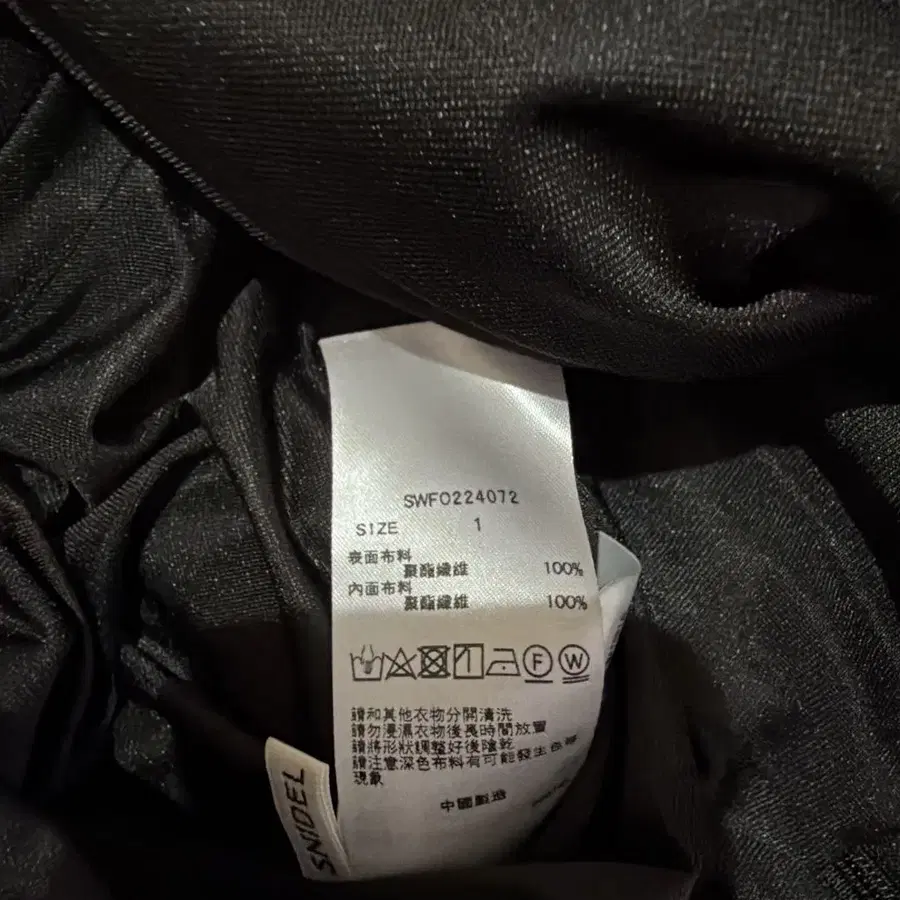 SWFO224072
SIZE 1
表面布料
聚酯纖維 100%
內面布料
聚酯纖維 100%
F W
請和其他衣物分開清洗
請勿浸濕衣物後長時間放置
請將形狀調整好後陰乾
請注意深色布料有可能發生色移
現象
中國製造
SNIDEL